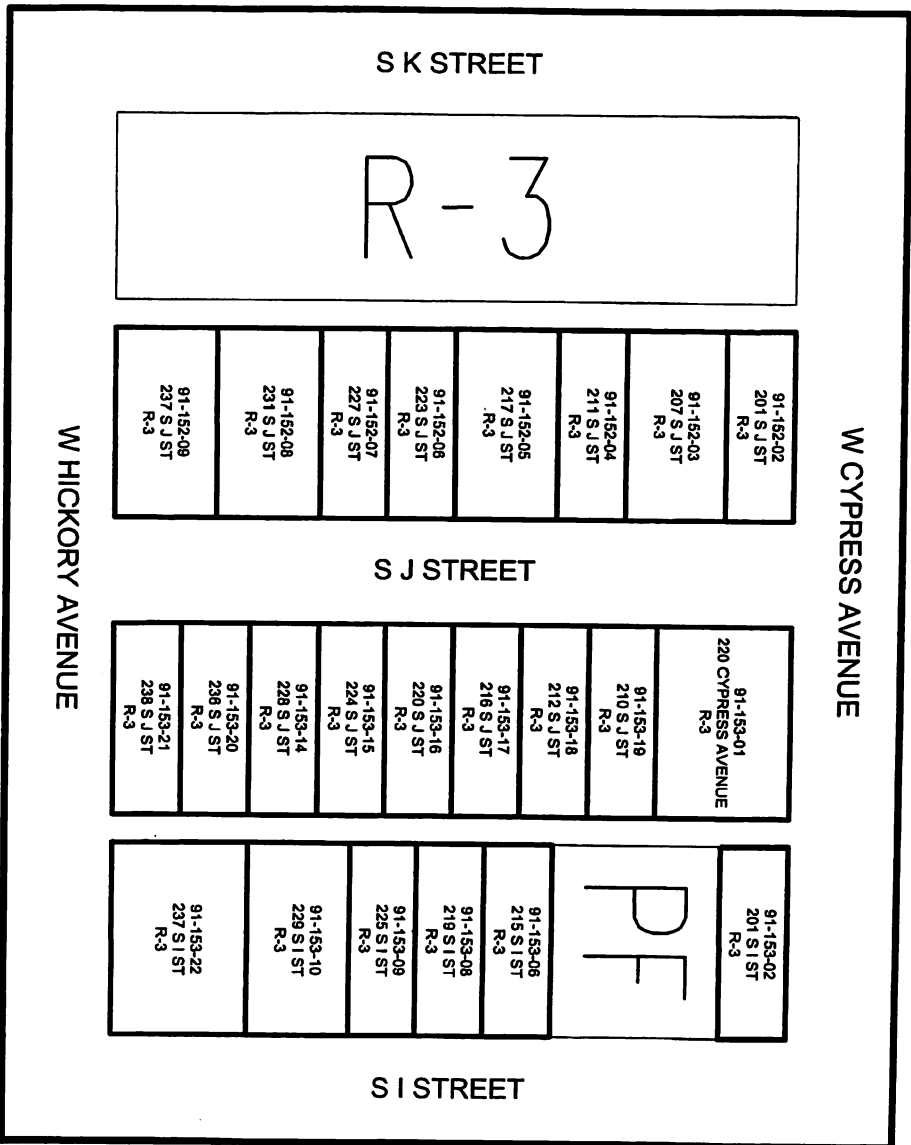 S K STREET
R-3
W HICKORY AVENUE
W CYPRESS AVENUE
91-152-09
237 S J ST
R-3
91-152-08
231 S J ST
R-3
91-152-07
227 S J ST
R-3
91-152-06
223 S J ST
R-3
91-152-05
217 S J ST
R-3
91-152-04
211 S J ST
R-3
91-152-03
207 S J ST
R-3
91-152-02
201 S J ST
R-3
S J STREET
91-153-21
238 S J ST
R-3
91-153-20
236 S J ST
R-3
91-153-14
228 S J ST
R-3
91-153-15
224 S J ST
R-3
91-153-16
220 S J ST
R-3
91-153-17
216 S J ST
R-3
91-153-18
212 S J ST
R-3
91-153-19
210 S J ST
R-3
91-153-01
220 CYPRESS AVENUE
R-3
91-153-22
237 S I ST
R-3
91-153-10
229 S I ST
R-3
91-153-09
225 S I ST
R-3
91-153-08
219 S I ST
R-3
91-153-06
215 S I ST
R-3
PF
91-153-02
201 S I ST
R-3
S I STREET